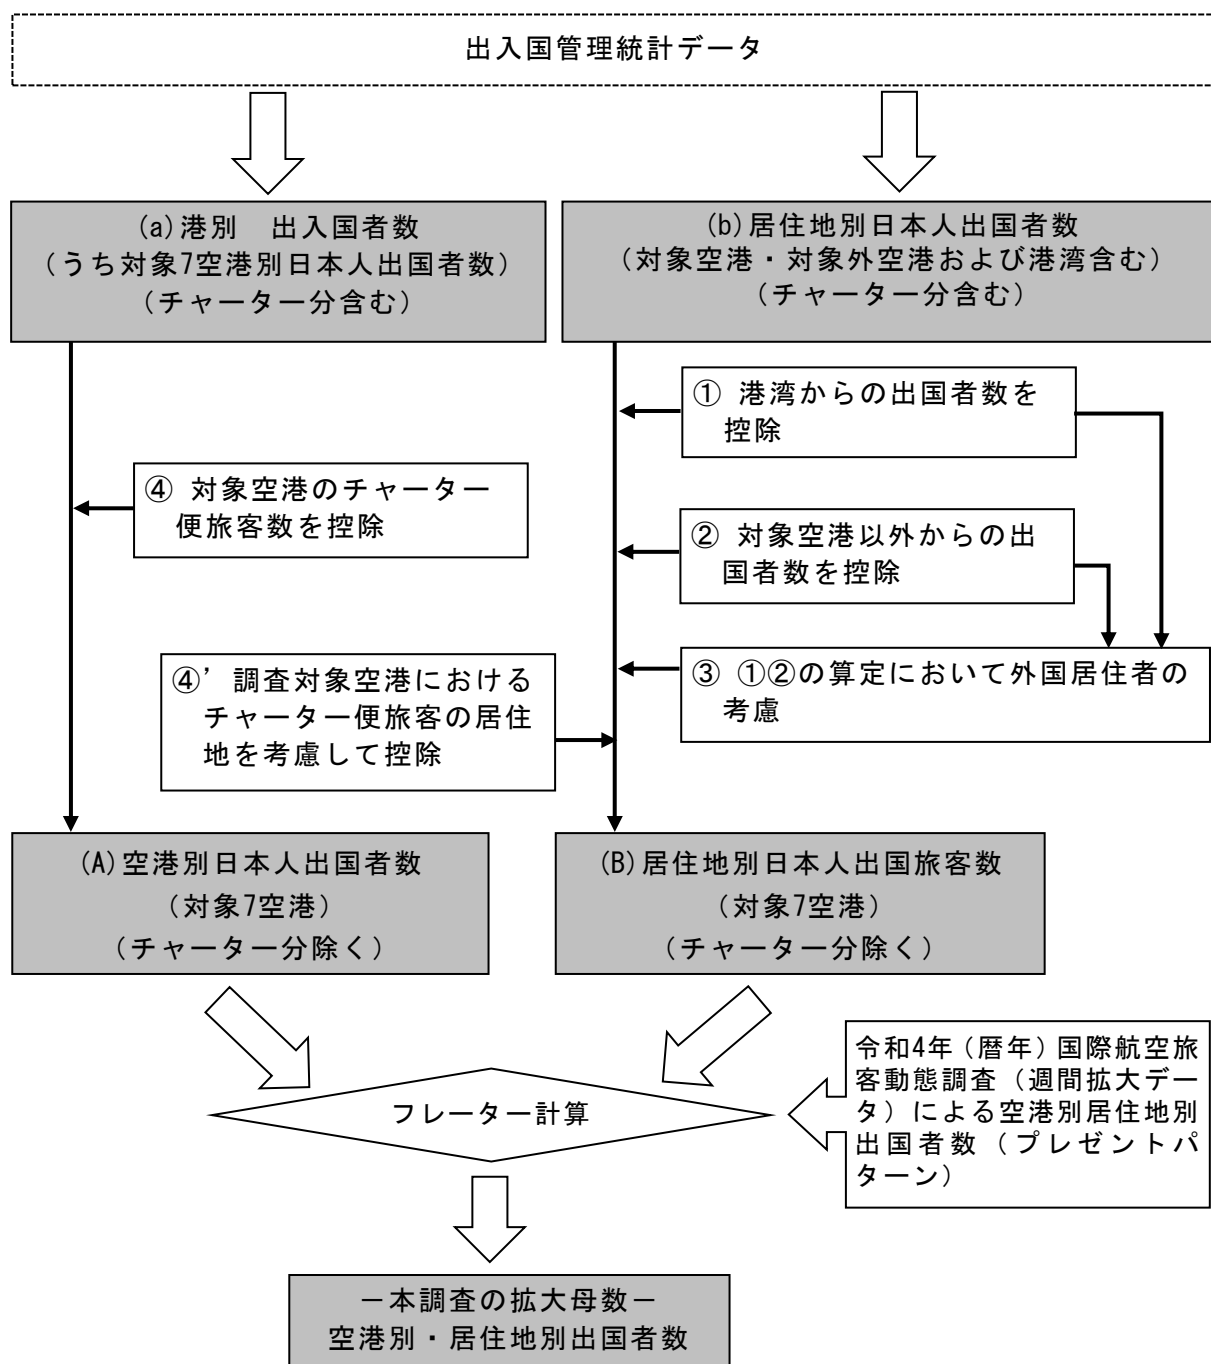 出入国管理統計データ
(a)港別　出入国者数
（うち対象7空港別日本人出国者数）
（チャーター分含む）
(b)居住地別日本人出国者数
（対象空港・対象外空港および港湾含む）
（チャーター分含む）
① 港湾からの出国者数を
控除
④ 対象空港のチャーター
便旅客数を控除
② 対象空港以外からの出
国者数を控除
③ ①②の算定において外国居住者の
考慮
④’調査対象空港における
チャーター便旅客の居住
地を考慮して控除
(A)空港別日本人出国者数
（対象7空港）
（チャーター分除く）
(B)居住地別日本人出国旅客数
（対象7空港）
（チャーター分除く）
令和4年（暦年）国際航空旅
客動態調査（週間拡大デー
タ）による空港別居住地別
出国者数（プレゼントパ
ターン）
フレーター計算
－本調査の拡大母数－
空港別・居住地別出国者数